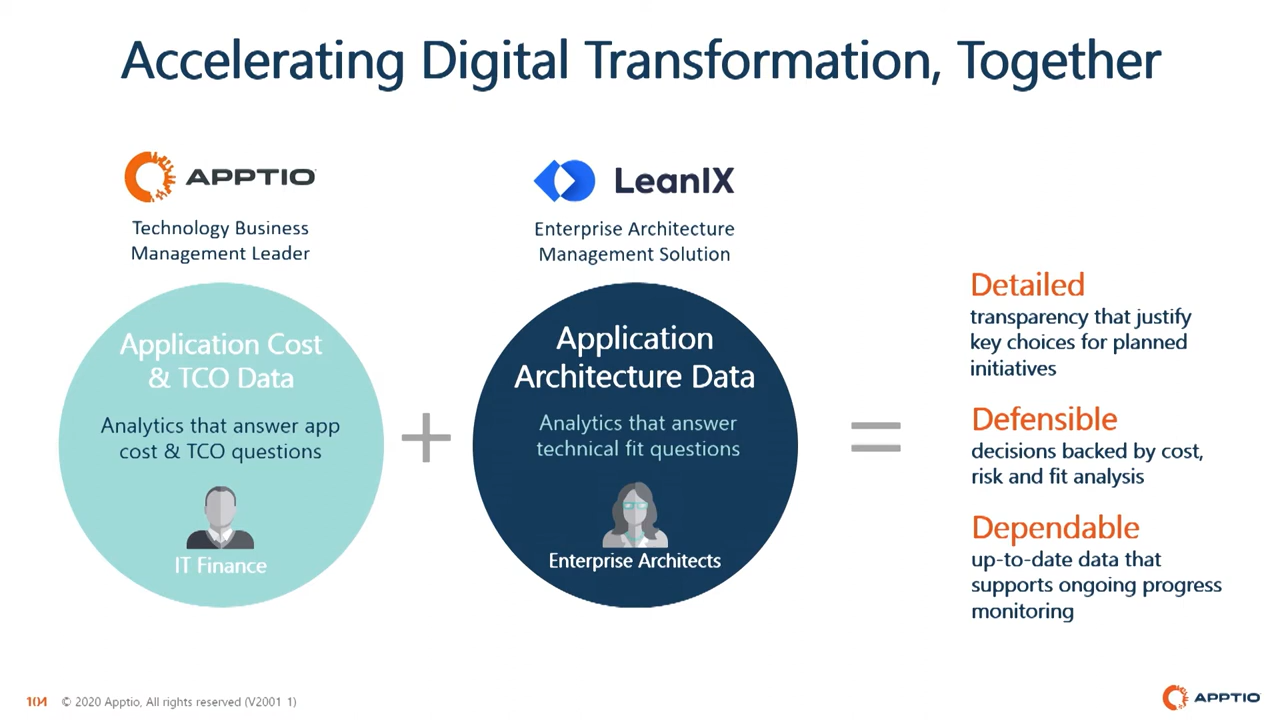 Accelerating Digital Transformation, Together
APPTIO
Technology Business
Management Leader
Application Cost
& TCO Data
Analytics that answer app
cost & TCO questions
IT Finance
+
LeanIX
Enterprise Architecture
Management Solution
Application
Architecture Data
Analytics that answer
technical fit questions
Enterprise Architects
=
Detailed
transparency that justify
key choices for planned
initiatives
Defensible
decisions backed by cost,
risk and fit analysis
Dependable
up-to-date data that
supports ongoing progress
monitoring
104 © 2020 Apptio, All rights reserved (V2001 1)
APPTIO